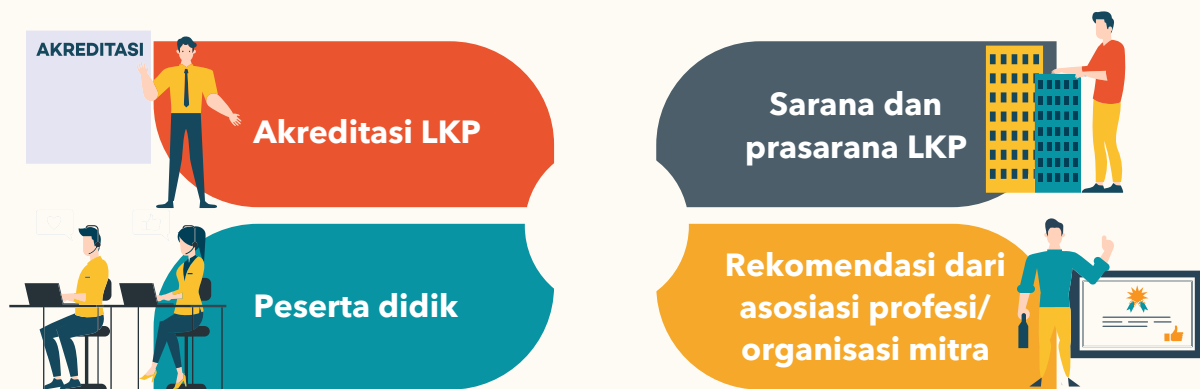 AKREDITASI
Akreditasi LKP
Sarana dan
prasarana LKP
Peserta didik
Rekomendasi dari
asosiasi profesi/
organisasi mitra